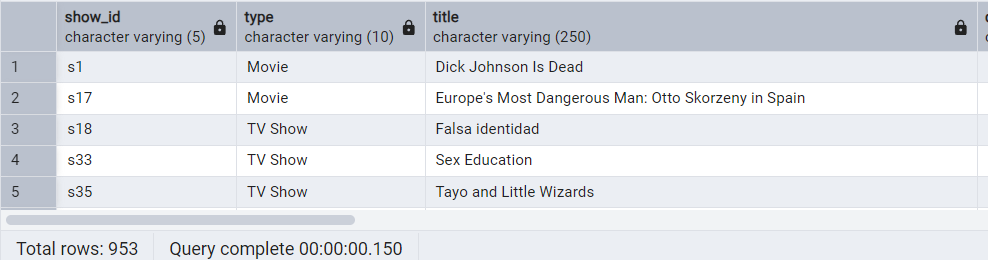 show_id type title
character varying (5) character varying (10) character varying (250)
1 s1 Movie Dick Johnson Is Dead
2 s17 Movie Europe's Most Dangerous Man: Otto Skorzeny in Spain
3 s18 TV Show Falsa identidad
4 s33 TV Show Sex Education
5 s35 TV Show Tayo and Little Wizards
Total rows: 953 Query complete 00:00:00.150